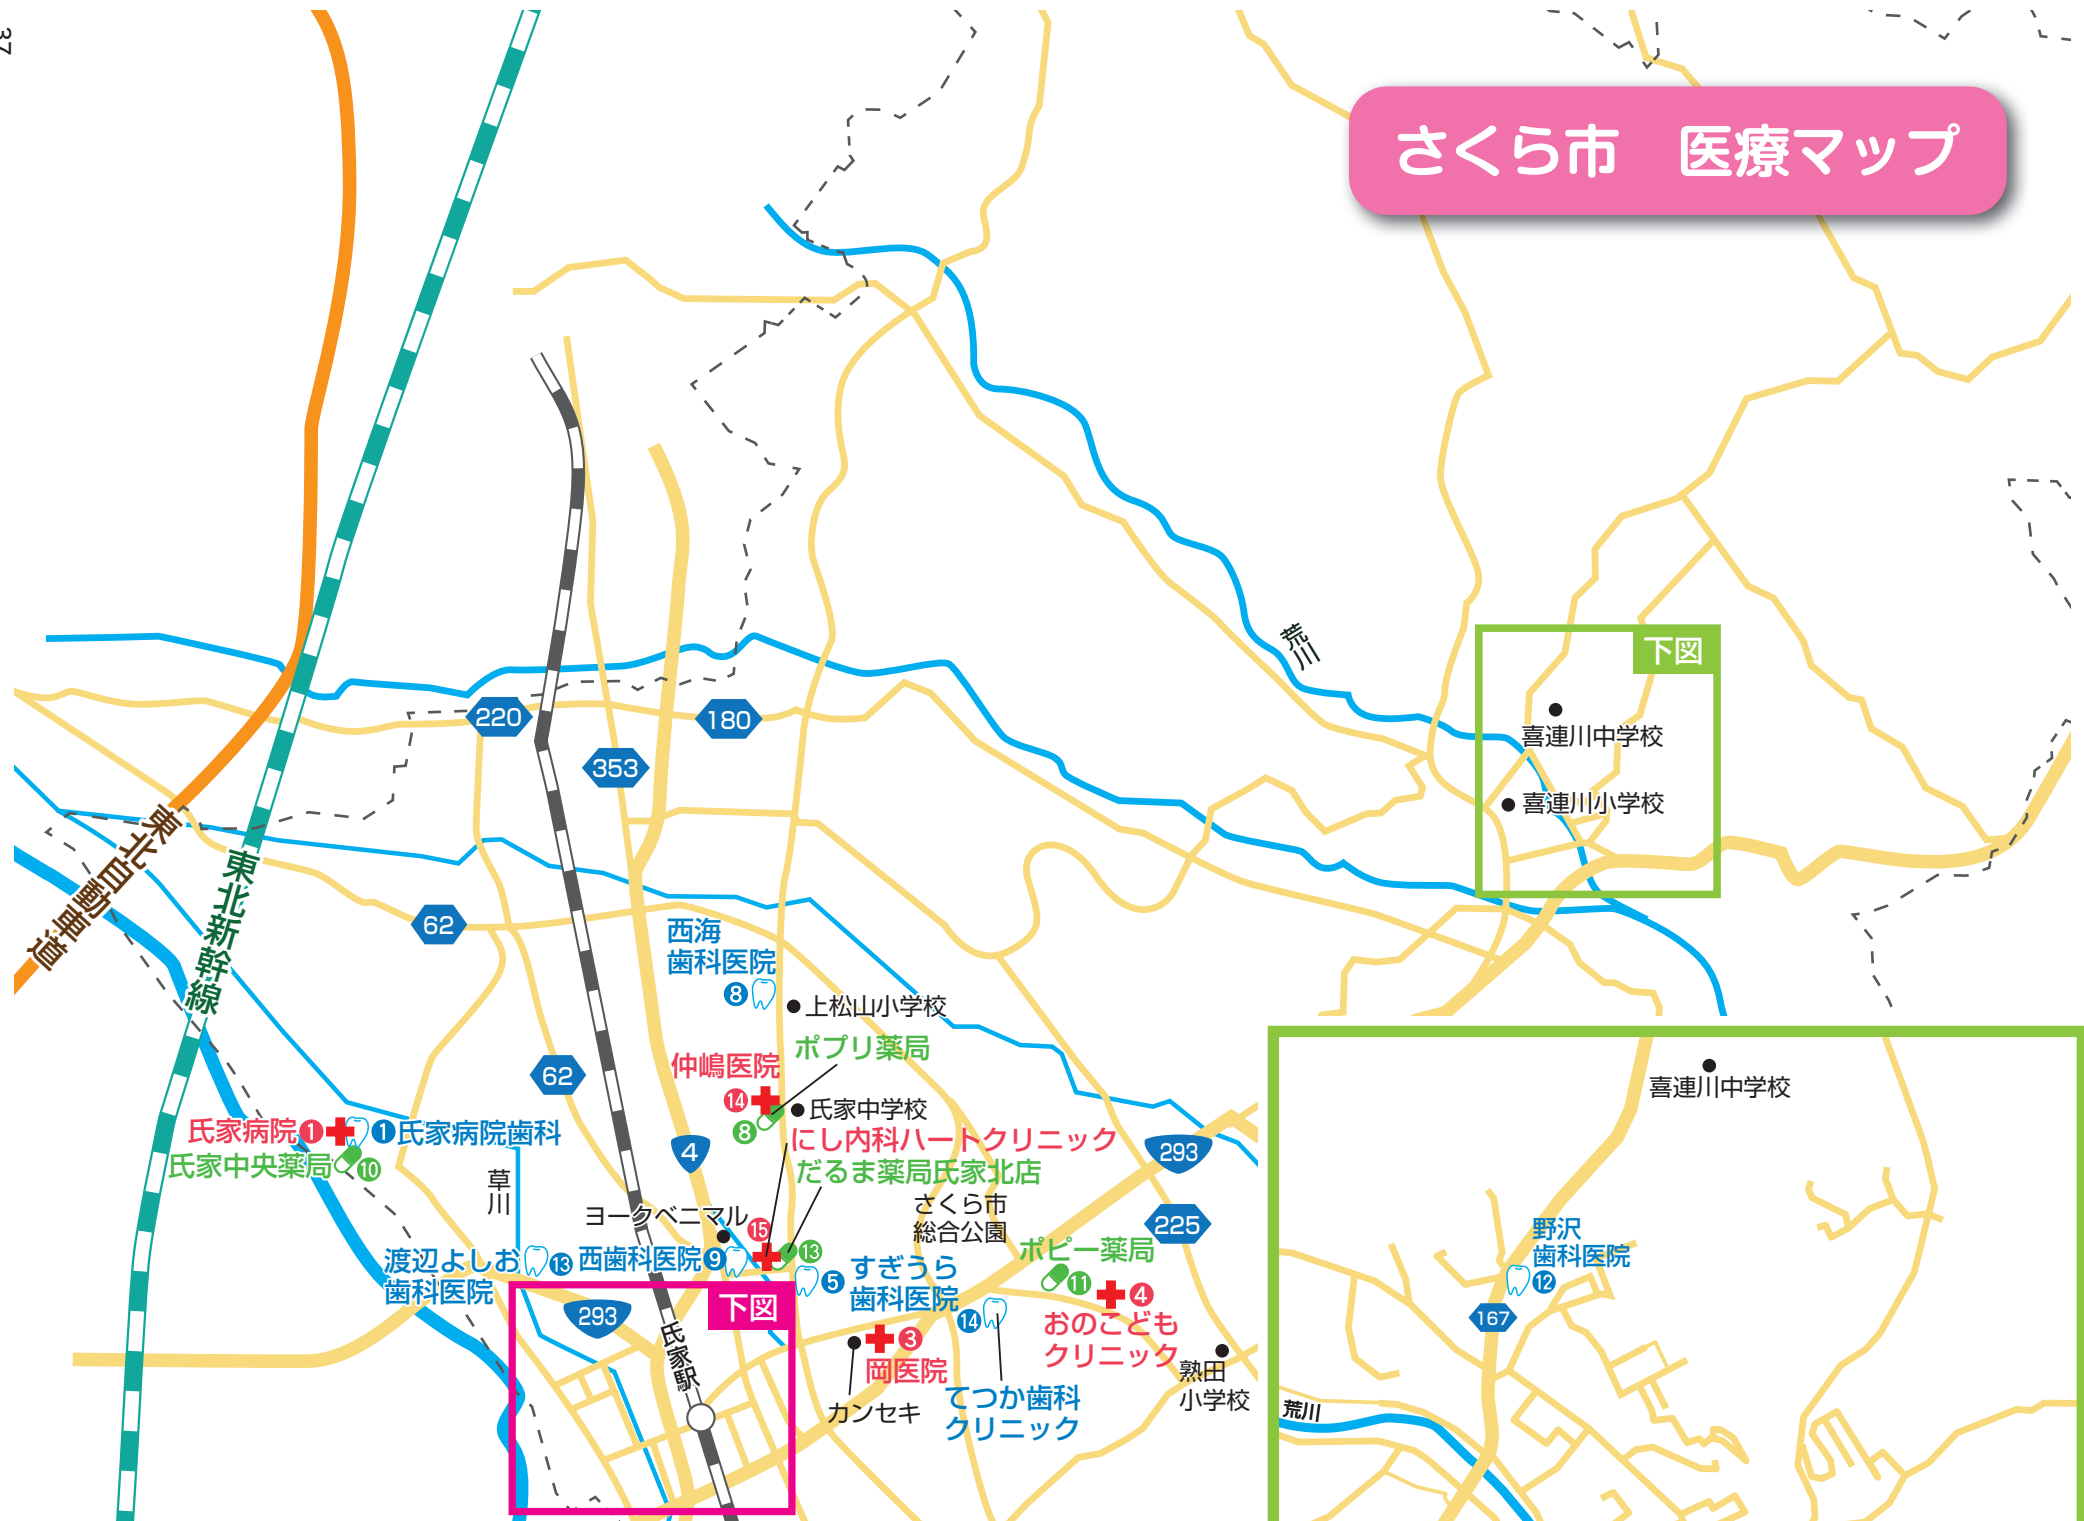 37
さくら市　医療マップ
荒川
下図
喜連川中学校
喜連川小学校
220
180
353
東北自動車道
東北新幹線
62
西海
歯科医院
8
上松山小学校
ポプリ薬局
62
仲嶋医院
14
8
氏家中学校
にし内科ハートクリニック
だるま薬局氏家北店
4
293
氏家病院 1
1 氏家病院歯科
氏家中央薬局
10
草川
ヨークベニマル
15
さくら市
総合公園
225
渡辺よしお
歯科医院
13
西歯科医院 9
13
5
すぎうら
歯科医院
ポピー薬局
11
4
おのこども
クリニック
下図
293
氏家駅
14
3
岡医院
カンセキ
てつか歯科
クリニック
熟田
小学校
喜連川中学校
野沢
歯科医院
12
167
荒川